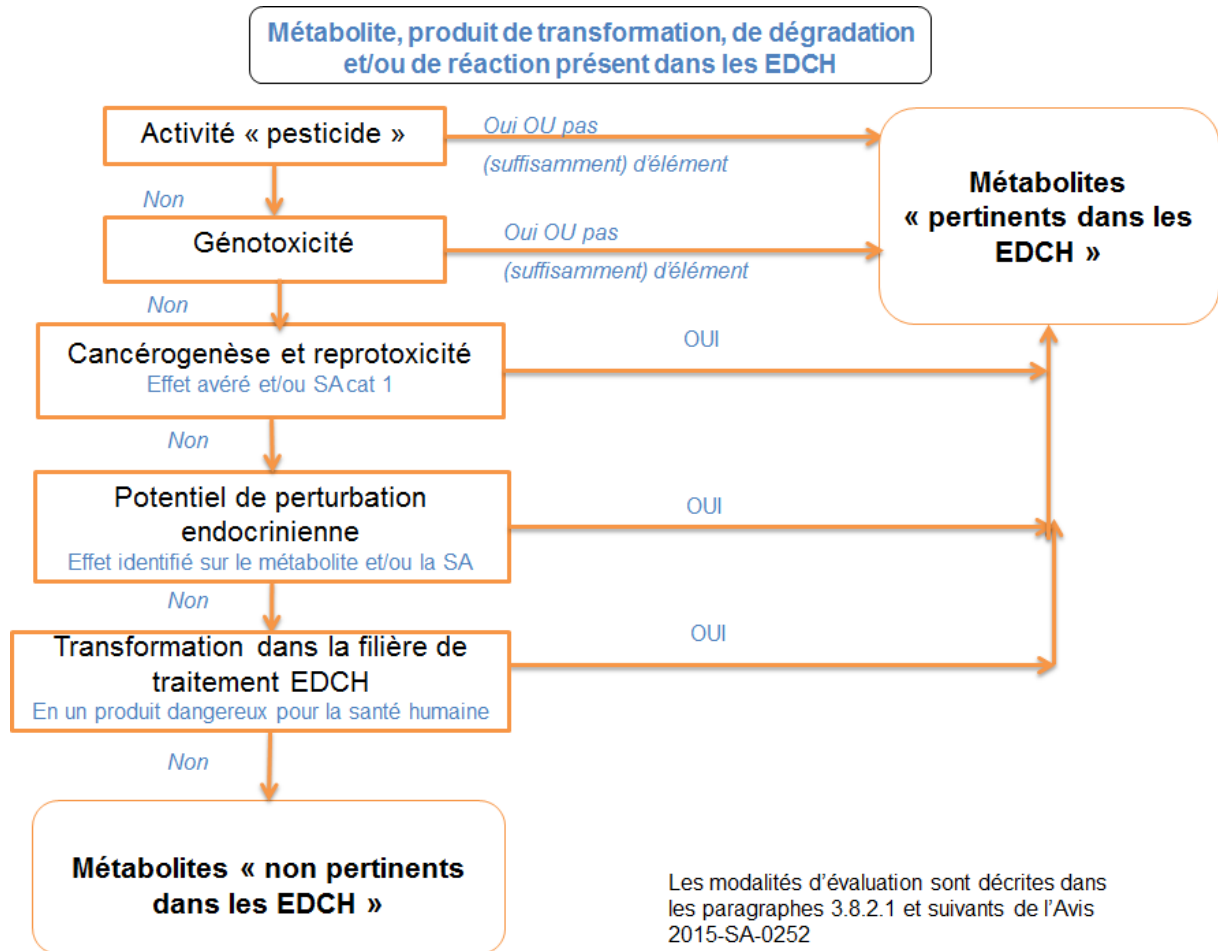 Métabolite, produit de transformation, de dégradation
et/ou de réaction présent dans les EDCH
Activité « pesticide »
Oui OU pas
(suffisamment) d'élément
Métabolites
« pertinents dans les
EDCH »
Non
Génotoxicité
Oui OU pas
(suffisamment) d'élément
Non
Cancérogenèse et reprotoxicité
Effet avéré et/ou SA cat 1
OUI
Non
Potentiel de perturbation
endocrinienne
Effet identifié sur le métabolite et/ou la SA
OUI
Non
Transformation dans la filière de
traitement EDCH
En un produit dangereux pour la santé humaine
OUI
Non
Métabolites « non pertinents
dans les EDCH »
Les modalités d'évaluation sont décrites dans
les paragraphes 3.8.2.1 et suivants de l'Avis
2015-SA-0252